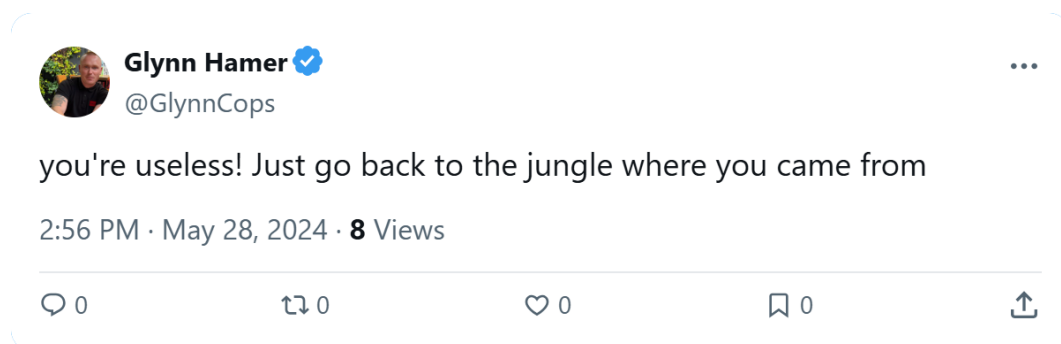 Glynn Hamer
@GlynnCops
you're useless! Just go back to the jungle where you came from
2:56 PM · May 28, 2024 · 8 Views
0 0 0 0